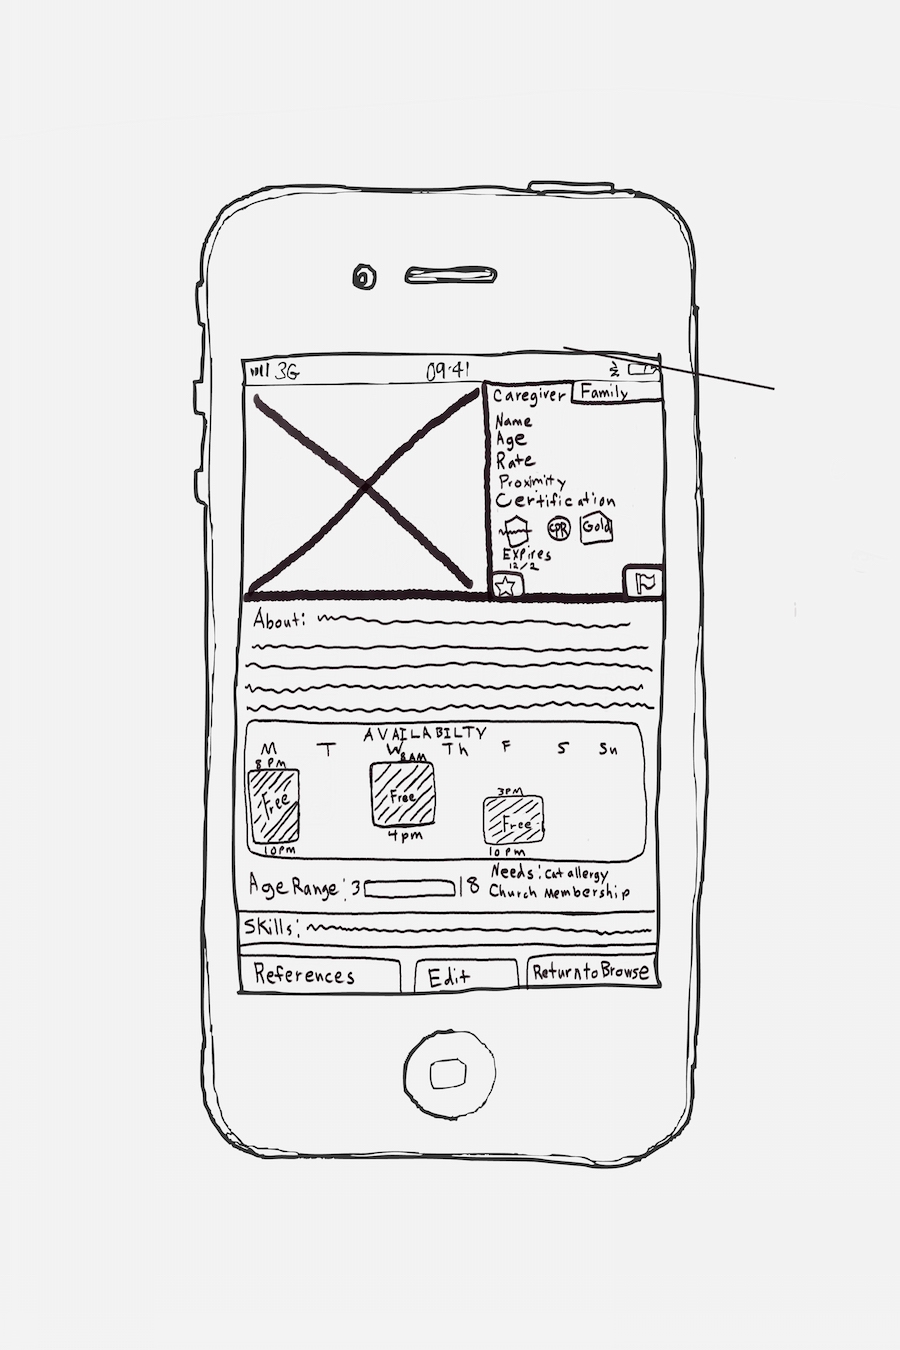 3G 09:41
Caregiver Family
Name
Age
Rate
Proximity
Certification
CPR Gold
Expires
12/2
About:
AVAILABILTY
M T W Th F S Su
8 PM 8AM
Free Free
3PM
Free
4pm
10pm 10pm
Age Range: 3 18
Needs: Cat allergy
Church Membership
Skills:
References Edit Return to Browse